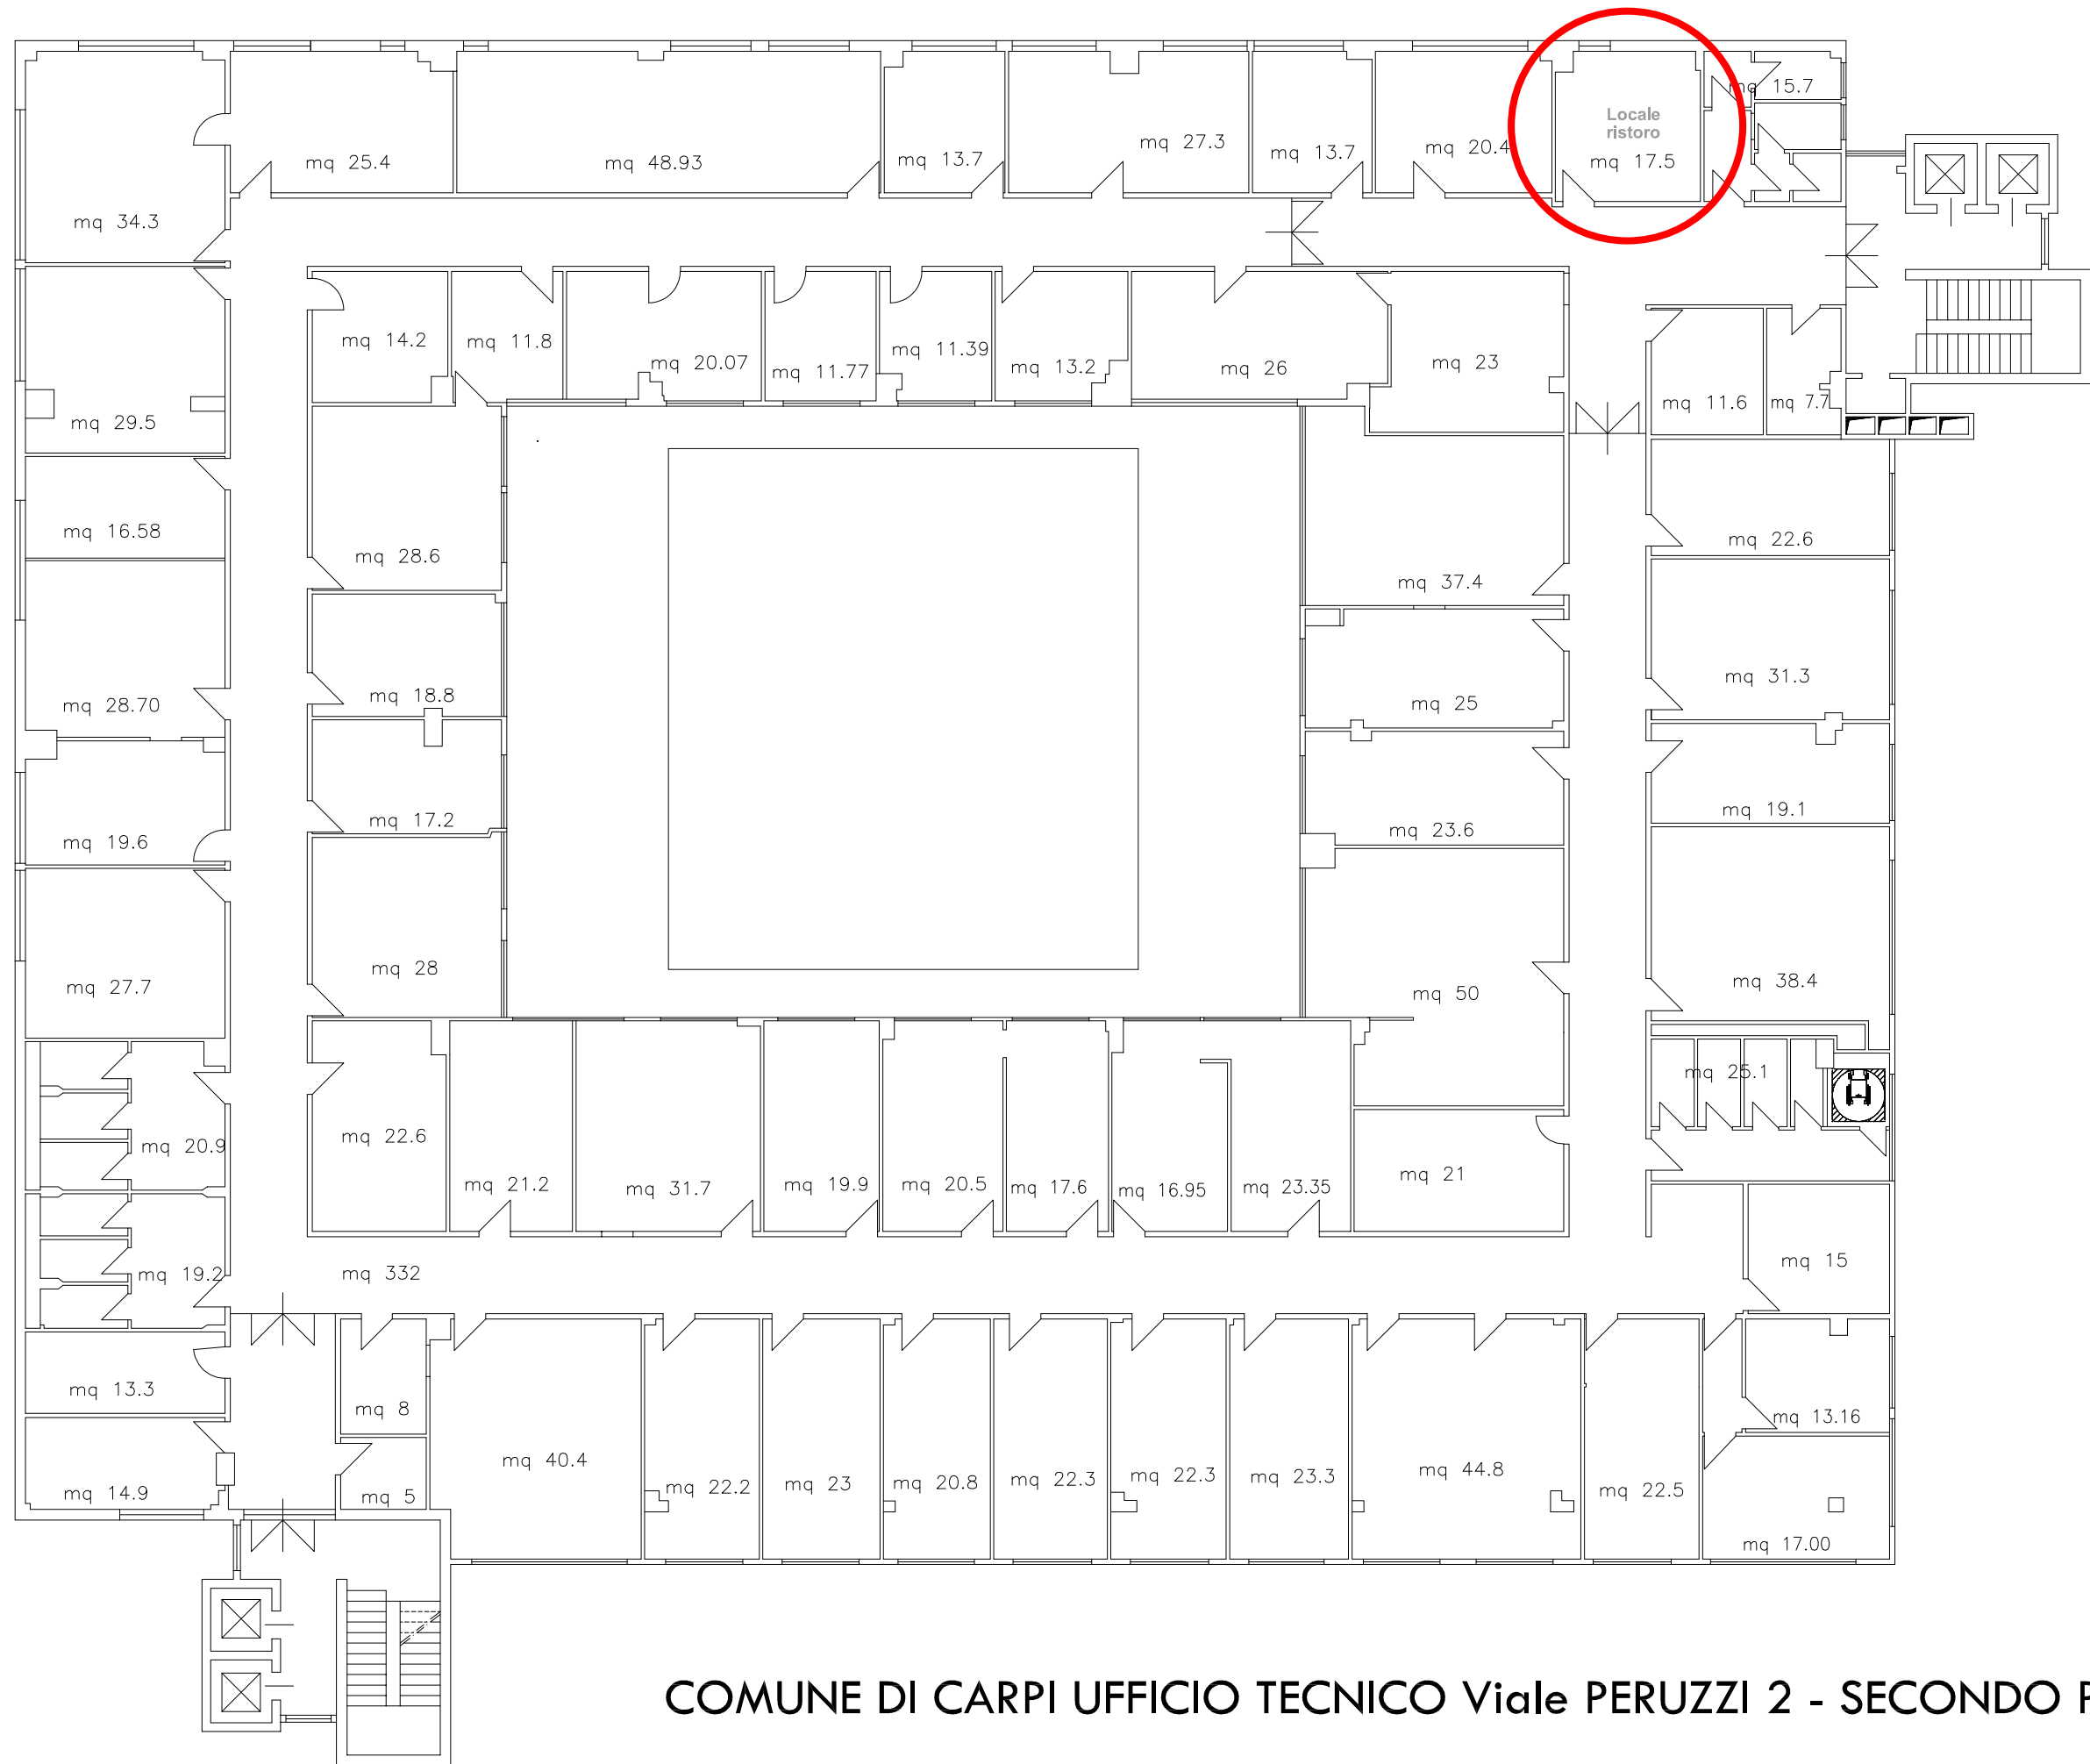 mq 15.7
Locale
ristoro
mq 25.4
mq 48.93
mq 13.7
mq 27.3
mq 13.7
mq 20.4
mq 17.5
mq 34.3
mq 14.2
mq 11.8
mq 20.07
mq 11.77
mq 11.39
mq 13.2
mq 26
mq 23
mq 11.6
mq 7.7
mq 29.5
mq 16.58
mq 28.6
mq 37.4
mq 22.6
mq 28.70
mq 18.8
mq 25
mq 31.3
mq 19.6
mq 17.2
mq 23.6
mq 19.1
mq 27.7
mq 28
mq 50
mq 38.4
mq 25.1
mq 20.9
mq 22.6
mq 21.2
mq 31.7
mq 19.9
mq 20.5
mq 17.6
mq 16.95
mq 23.35
mq 21
mq 19.2
mq 332
mq 15
mq 13.3
mq 8
mq 13.16
mq 40.4
mq 22.2
mq 23
mq 20.8
mq 22.3
mq 22.3
mq 23.3
mq 44.8
mq 22.5
mq 14.9
mq 5
mq 17.00
COMUNE DI CARPI UFFICIO TECNICO Viale PERUZZI 2 - SECONDO P